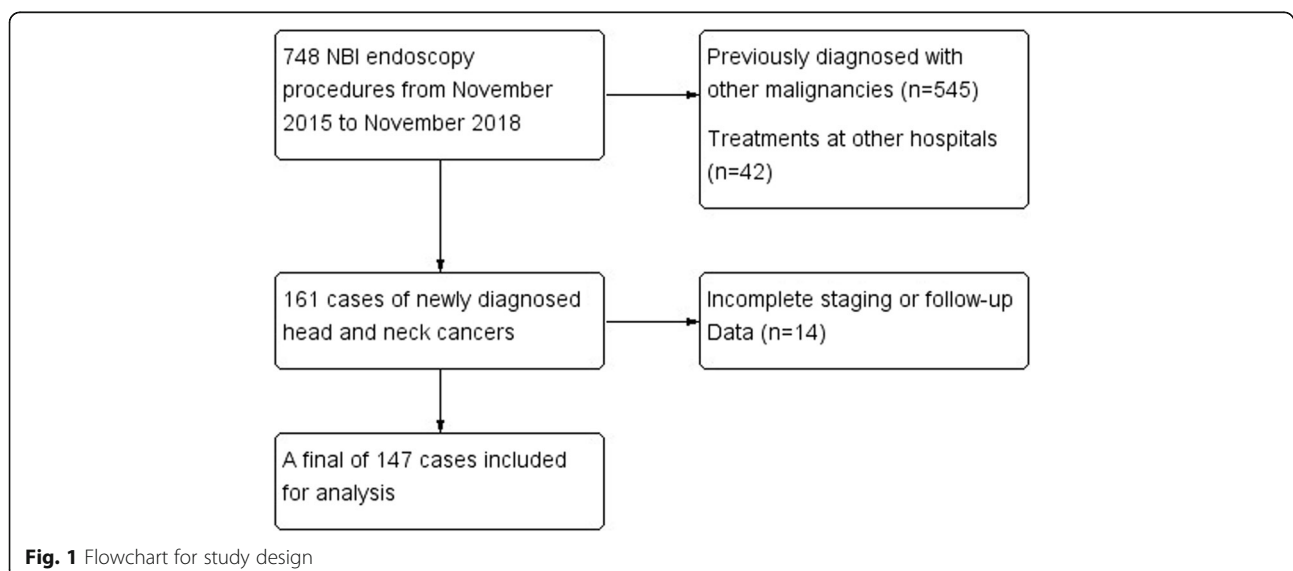 748 NBI endoscopy
procedures from November
2015 to November 2018
Previously diagnosed with
other malignancies (n=545)
Treatments at other hospitals
(n=42)
161 cases of newly diagnosed
head and neck cancers
Incomplete staging or follow-up
Data (n=14)
A final of 147 cases included
for analysis
Fig. 1 Flowchart for study design